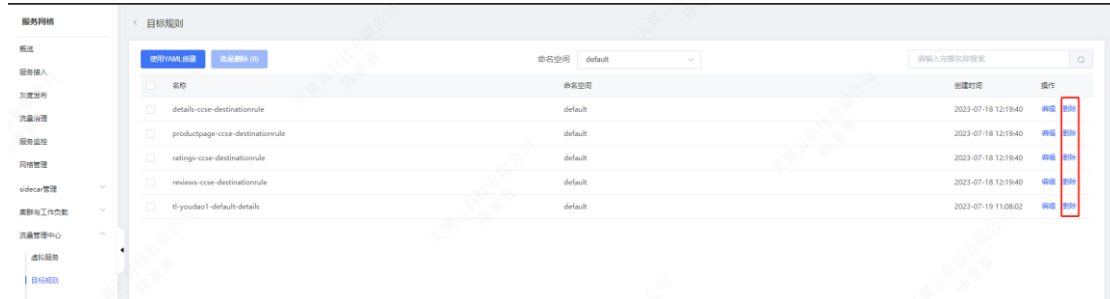 服务网格
目标规则
概览
服务接入
灰度发布
流量治理
服务监控
网格管理
sidecar管理
集群与工作负载
流量管理中心
虚拟服务
目标规则
使用YAML创建 批量删除 (0) 命名空间 default 请输入完整名称搜索
名称 命名空间 创建时间 操作
details-ccse-destinationrule default 2023-07-18 12:19:40 编辑 删除
productpage-ccse-destinationrule default 2023-07-18 12:19:40 编辑 删除
ratings-ccse-destinationrule default 2023-07-18 12:19:40 编辑 删除
reviews-ccse-destinationrule default 2023-07-18 12:19:40 编辑 删除
tl-youdao1-default-details default 2023-07-19 11:08:02 编辑 删除